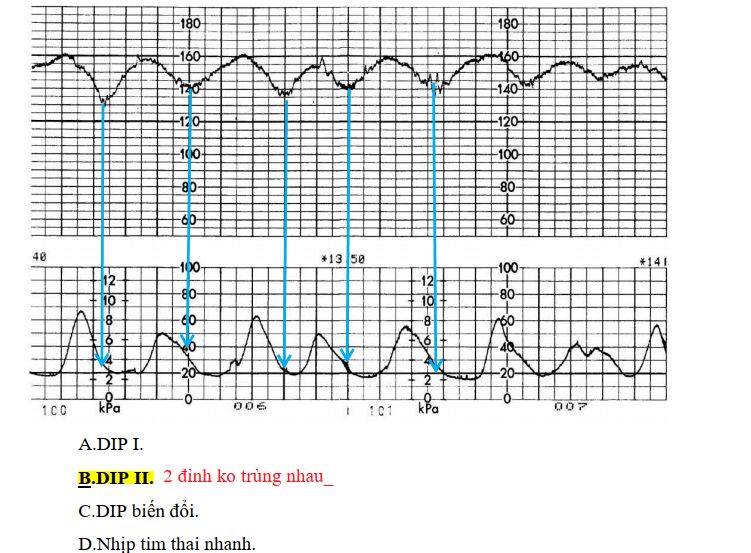 180 180
160 160
140 140
120 120
100 100
80 80
60 60
40 *13.50 *141
100 100
12 80 12 80
10 10
8 60 8 60
6 40 6 40
4 20 20
2 2
0 0 0 0
100 kPa 006 101 kPa 007
A.DIP I.
B.DIP II. 2 đỉnh ko trùng nhau_
C.DIP biến đổi.
D.Nhịp tim thai nhanh.